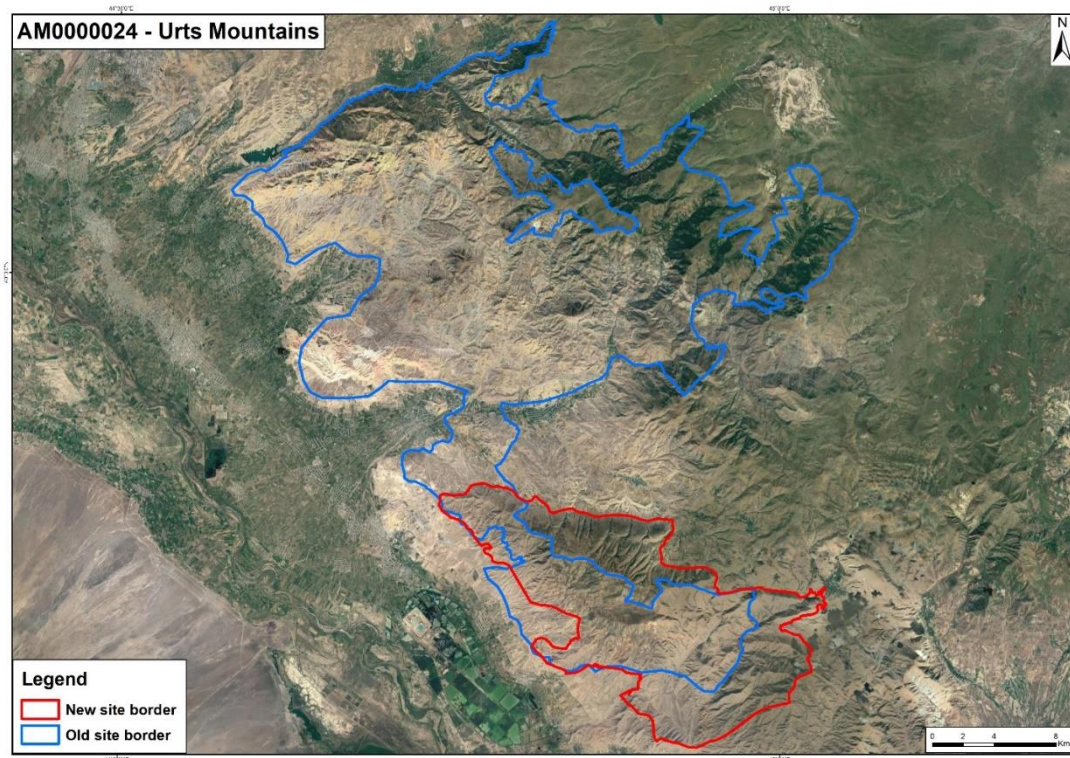 AM0000024 - Urts Mountains
N
Legend
New site border
Old site border
0 2 4 8
Km